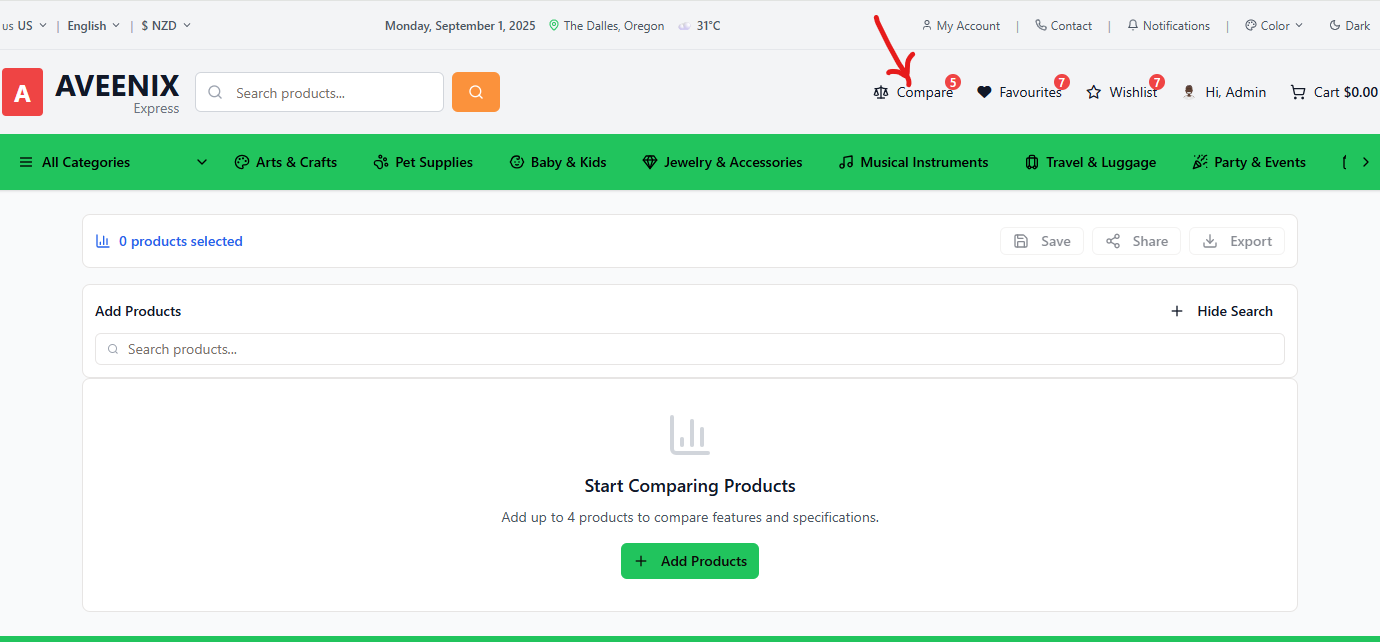 us US | English | $ NZD Monday, September 1, 2025 The Dalles, Oregon 31°C My Account | Contact | Notifications | Color Dark
A AVEENIX
Express
Search products...
Compare 5 Favourites 7 Wishlist 7 Hi, Admin Cart $0.00
All Categories Arts & Crafts Pet Supplies Baby & Kids Jewelry & Accessories Musical Instruments Travel & Luggage Party & Events
0 products selected Save Share Export
Add Products Hide Search
Search products...
Start Comparing Products
Add up to 4 products to compare features and specifications.
Add Products